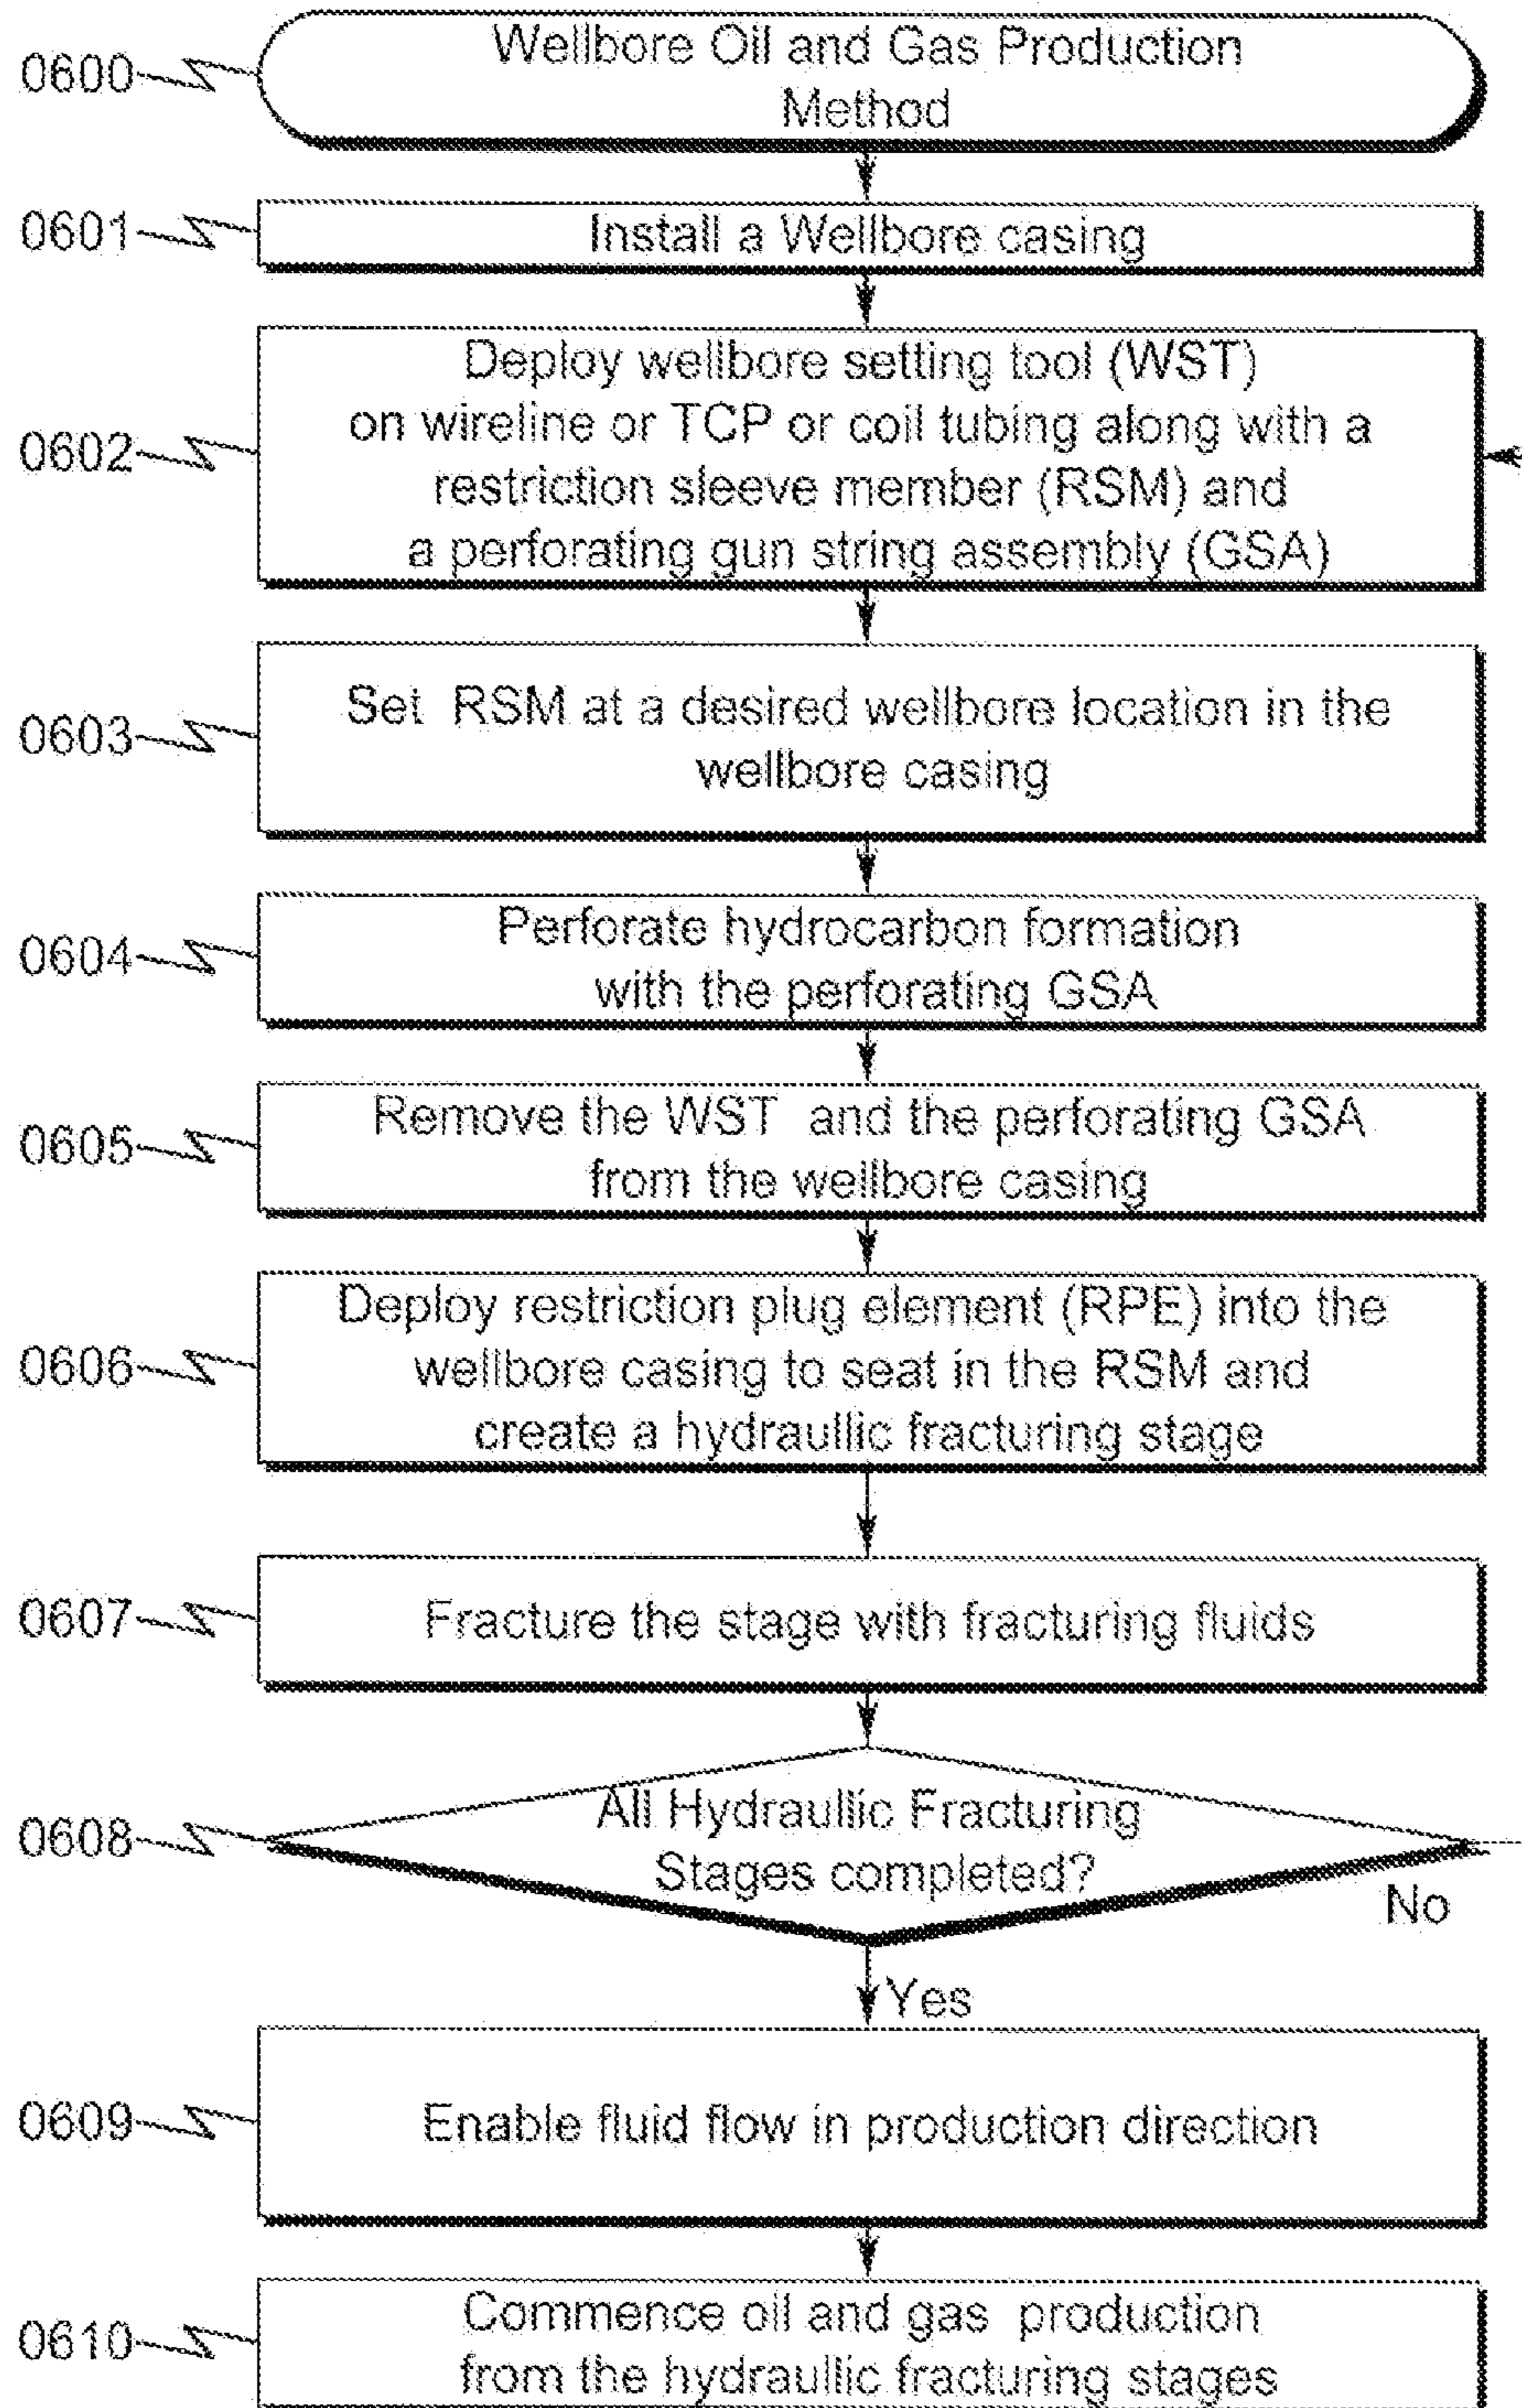 0600
Wellbore Oil and Gas Production
Method
0601
Install a Wellbore casing
0602
Deploy wellbore setting tool (WST)
on wireline or TCP or coil tubing along with a
restriction sleeve member (RSM) and
a perforating gun string assembly (GSA)
0603
Set RSM at a desired wellbore location in the
wellbore casing
0604
Perforate hydrocarbon formation
with the perforating GSA
0605
Remove the WST and the perforating GSA
from the wellbore casing
0606
Deploy restriction plug element (RPE) into the
wellbore casing to seat in the RSM and
create a hydraullic fracturing stage
0607
Fracture the stage with fracturing fluids
0608
All Hydraullic Fracturing
Stages completed?
No
Yes
0609
Enable fluid flow in production direction
0610
Commence oil and gas production
from the hydraullic fracturing stages